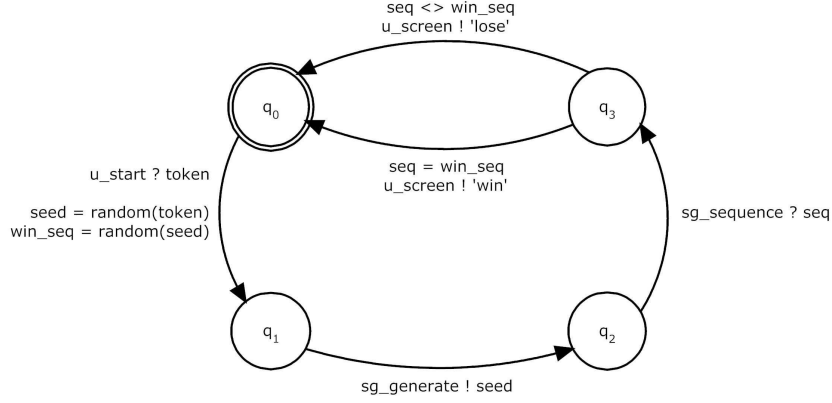 seq <> win_seq
u_screen ! 'lose'
q0
q3
seq = win_seq
u_screen ! 'win'
u_start ? token
seed = random(token)
win_seq = random(seed)
sg_sequence ? seq
q1
q2
sg_generate ! seed